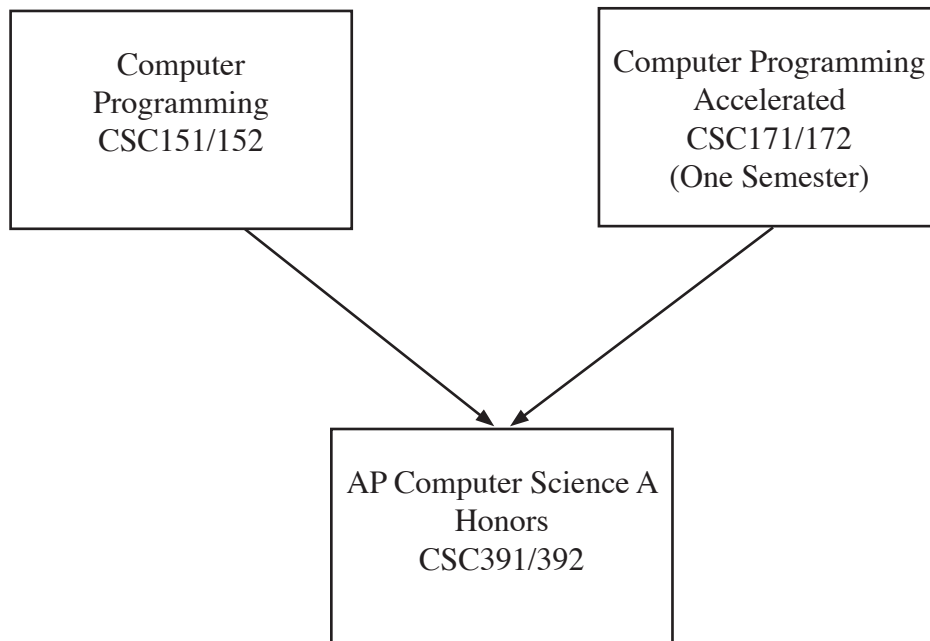 Computer
Programming
CSC151/152
Computer Programming
Accelerated
CSC171/172
(One Semester)
AP Computer Science A
Honors
CSC391/392